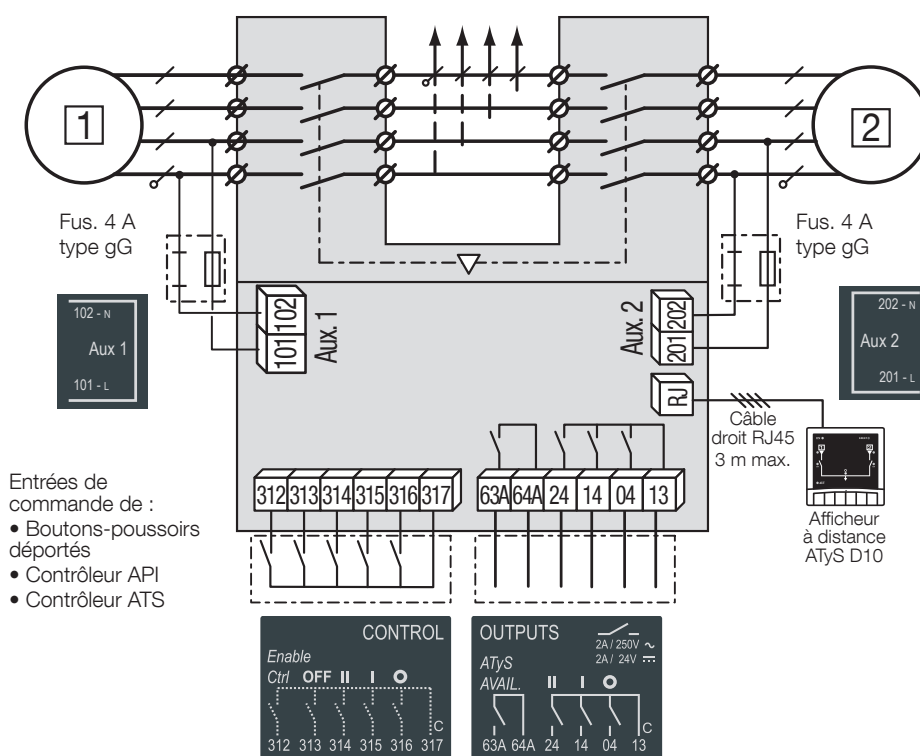 1
2
Fus. 4 A
type gG
Fus. 4 A
type gG
102 - N
Aux 1
101 - L
102
101
Aux. 1
Aux. 2
202
201
202 - N
Aux 2
201 - L
RJ
Câble
droit RJ45
3 m max.
Afficheur
à distance
ATyS D10
Entrées de
commande de :
• Boutons-poussoirs
déportés
• Contrôleur API
• Contrôleur ATS
312 313 314 315 316 317
63A 64A 24 14 04 13
CONTROL
Enable
Ctrl OFF II I O
C
312 313 314 315 316 317
OUTPUTS
2A / 250V ~
2A / 24V ⎓
ATyS
AVAIL. II I O
C
63A 64A 24 14 04 13